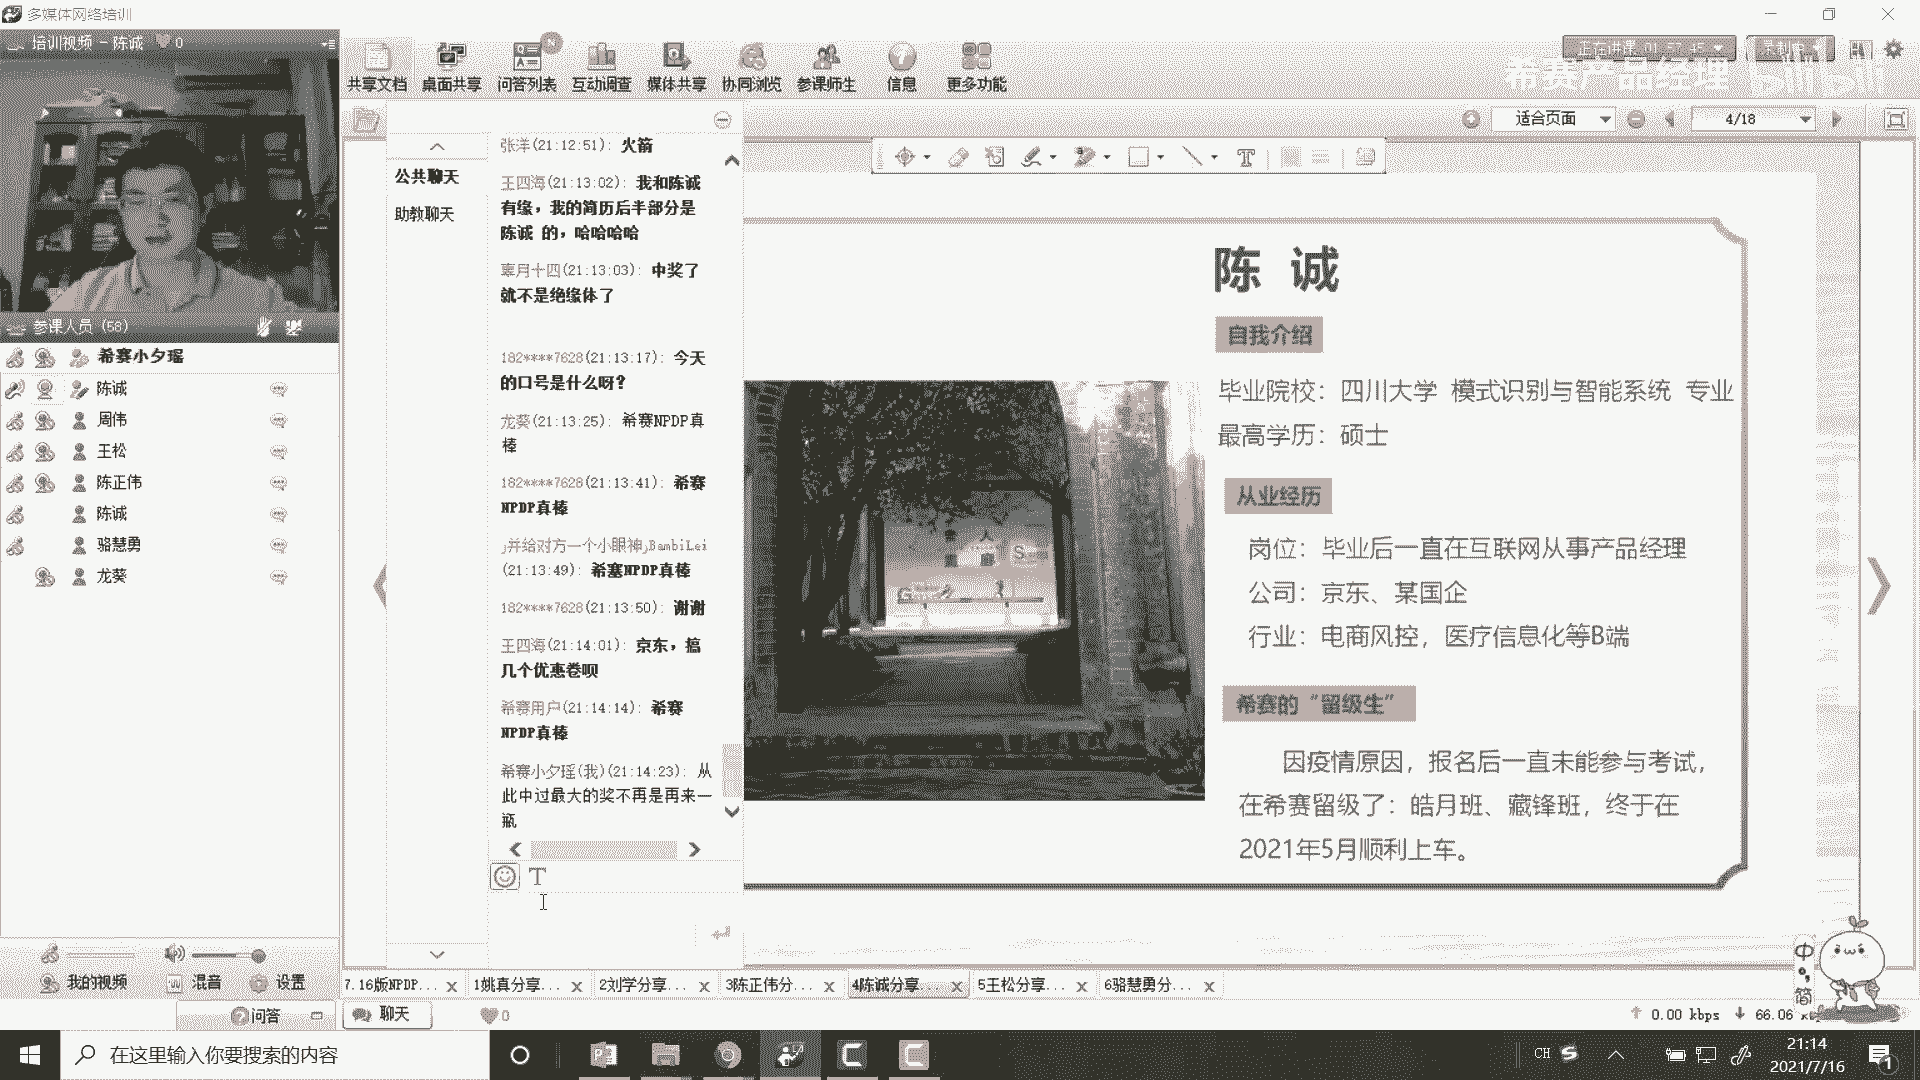 多媒体网络培训
培训视频 - 陈诚 0
共享文档 桌面共享 问答列表 互动调查 媒体共享 协同浏览 参课师生 信息 更多功能
正在讲课 01:57:45
录制中
希赛产品经理 bilibili
适合页面
4/18
公共聊天
助教聊天
张洋(21:12:51): 火箭
王四海(21:13:02): 我和陈诚
有缘，我的简历后半部分是
陈诚 的，哈哈哈哈
辜月十四(21:13:03): 中奖了
就不是绝缘体了
182****7628(21:13:17): 今天
的口号是什么呀?
龙葵(21:13:25): 希赛NPDP真
棒
182****7628(21:13:41): 希赛
NPDP真棒
并给对方一个小眼神 BambiLei
(21:13:49): 希塞NPDP真棒
182****7628(21:13:50): 谢谢
王四海(21:14:01): 京东，搞
几个优惠卷呗
希赛用户(21:14:14): 希赛
NPDP真棒
希赛小夕瑶(我)(21:14:23): 从
此中过最大的奖不再是再来一
瓶
参课人员 (58)
希赛小夕瑶
陈诚
周伟
王松
陈正伟
陈诚
骆慧勇
龙葵
陈 诚
自我介绍
毕业院校：四川大学 模式识别与智能系统 专业
最高学历：硕士
从业经历
岗位：毕业后一直在互联网从事产品经理
公司：京东、某国企
行业：电商风控，医疗信息化等B端
希赛的“留级生”
因疫情原因，报名后一直未能参与考试，
在希赛留级了：皓月班、藏锋班，终于在
2021年5月顺利上车。
我的视频 混音 设置
7.16版NPDP... 1姚真分享... 2刘学分享... 3陈正伟分... 4陈诚分享... 5王松分享... 6骆慧勇分...
问答
聊天
0
0.00 kbps 66.06
中
简
在这里输入你要搜索的内容
CH
21:14
2021/7/16
1